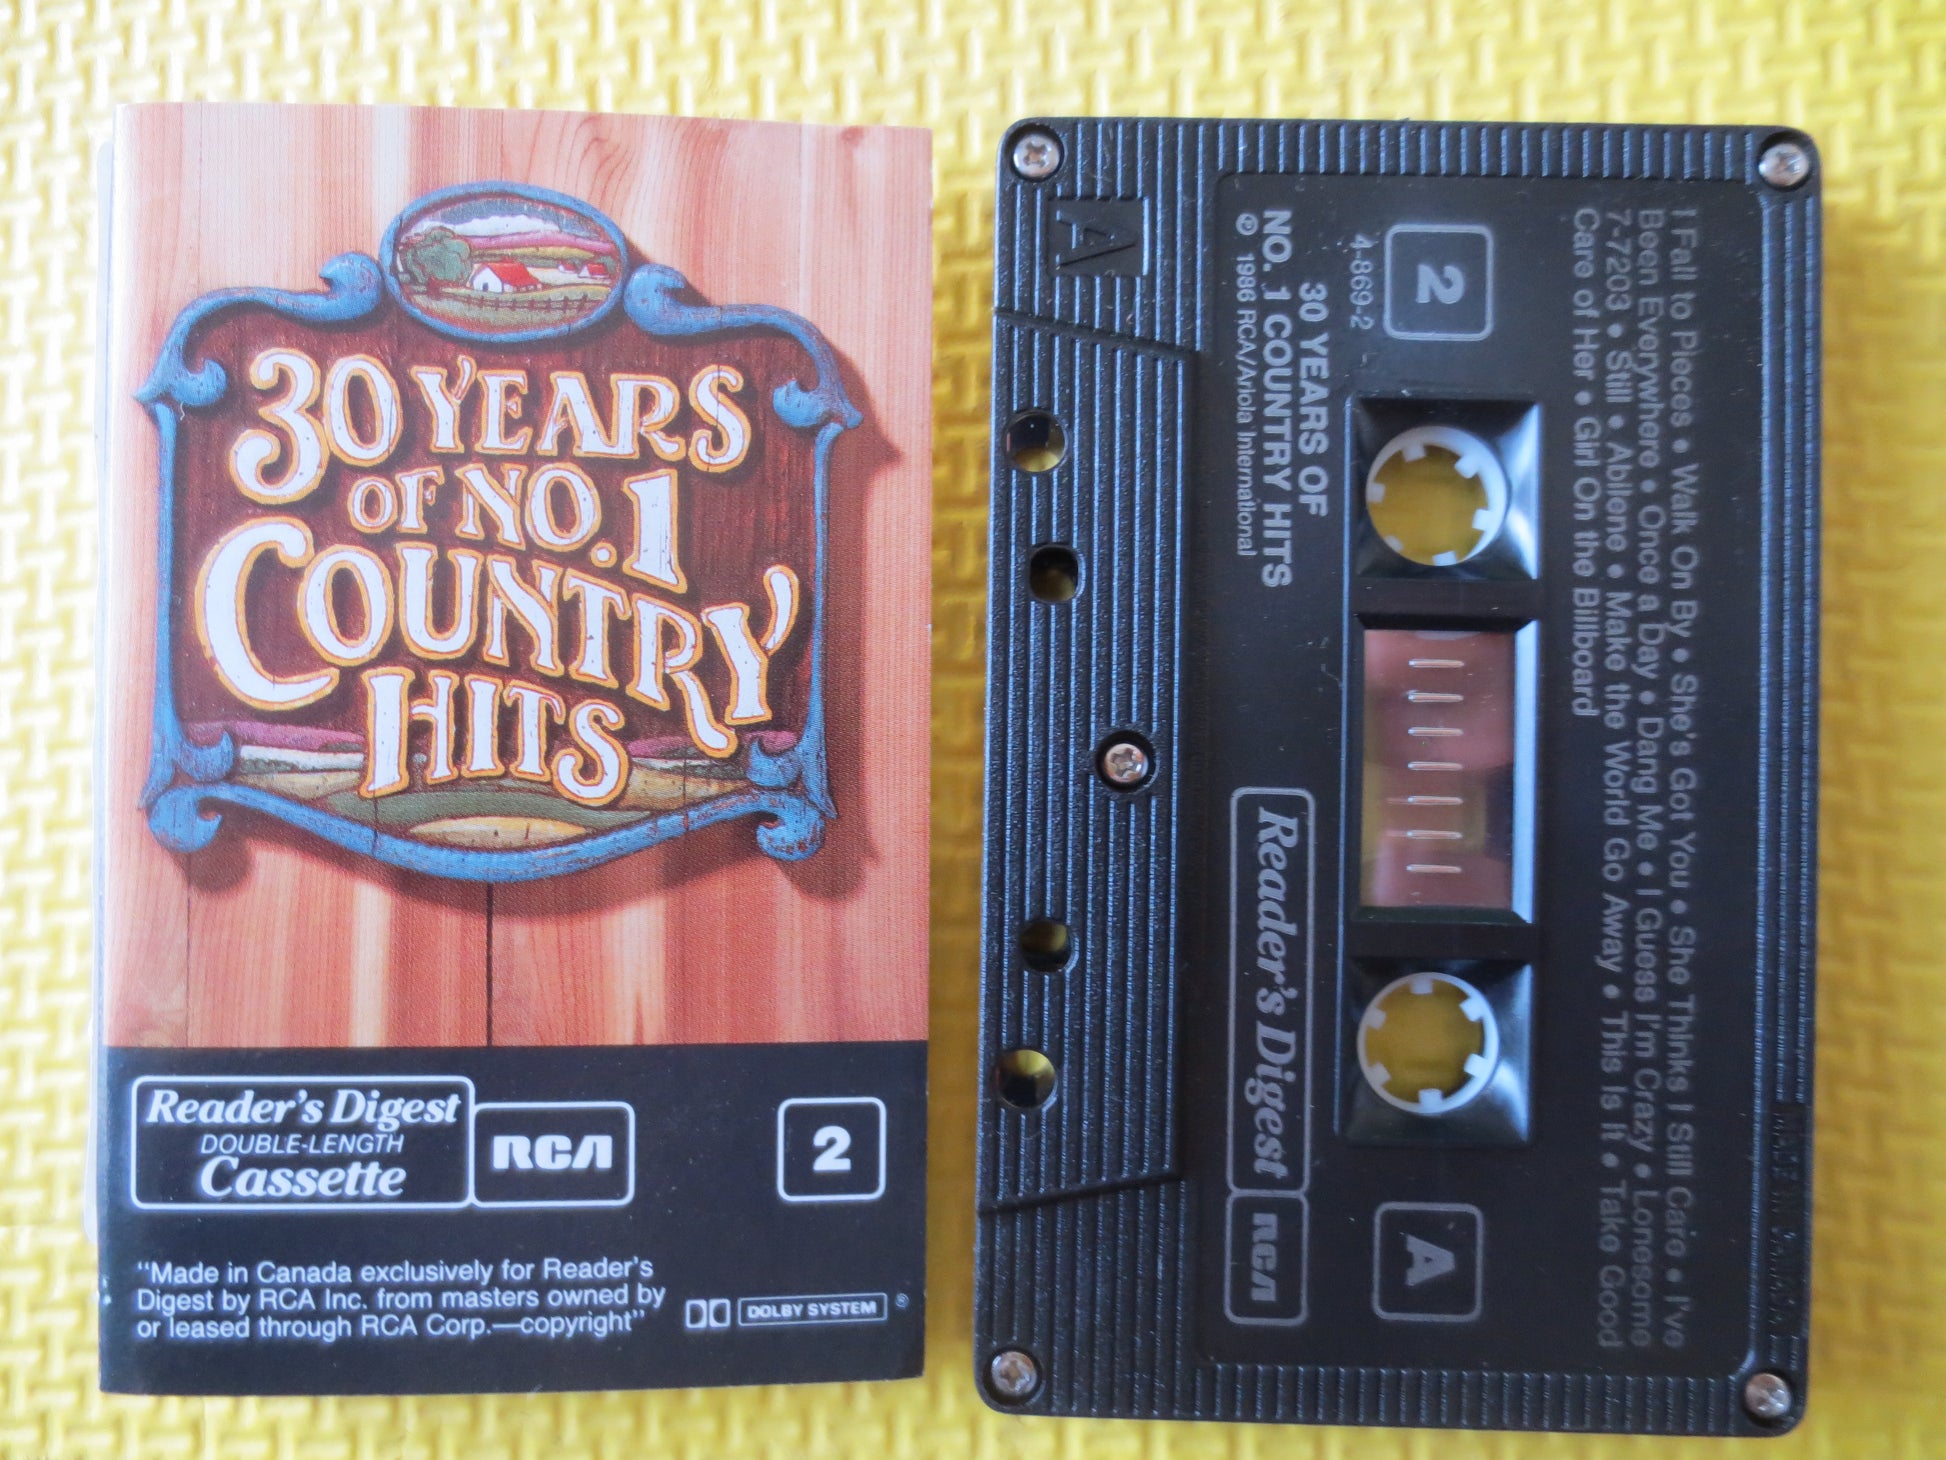 30 YEARS
OF NO. 1
COUNTRY
HITS
Reader's Digest
DOUBLE-LENGTH
Cassette
RCA
2
"Made in Canada exclusively for Reader's
Digest by RCA Inc. from masters owned by
or leased through RCA Corp.—copyright"
DOLBY SYSTEM
®
A
I Fall to Pieces • Walk On By • She's Got You • She Thinks I Still Care • I've
Been Everywhere • Once a Day • Dang Me • I Guess I'm Crazy • Lonesome
7-7203 • Still • Abilene • Make the World Go Away • This Is It • Take Good
Care of Her • Girl On the Billboard
2
4-869-2
A
30 YEARS OF
NO. 1 COUNTRY HITS
℗ 1986 RCA/Ariola International
Reader's Digest
RCA
MADE IN CANADA